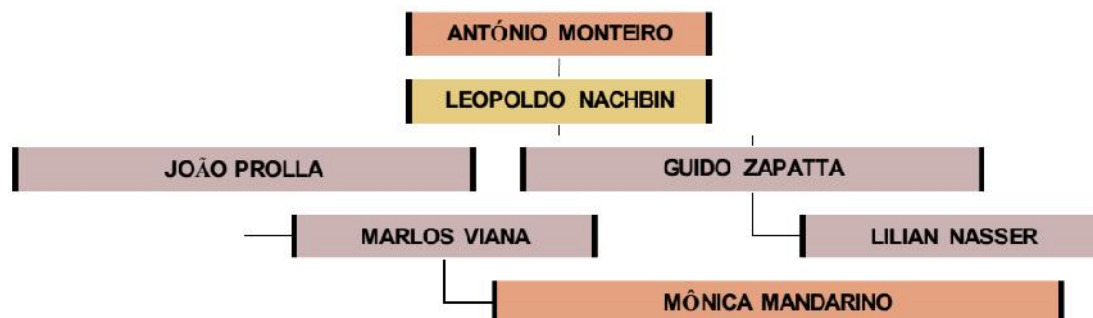 ANTÓNIO MONTEIRO
LEOPOLDO NACHBIN
JOÃO PROLLA
GUIDO ZAPATTA
MARLOS VIANA
LILIAN NASSER
MÔNICA MANDARINO